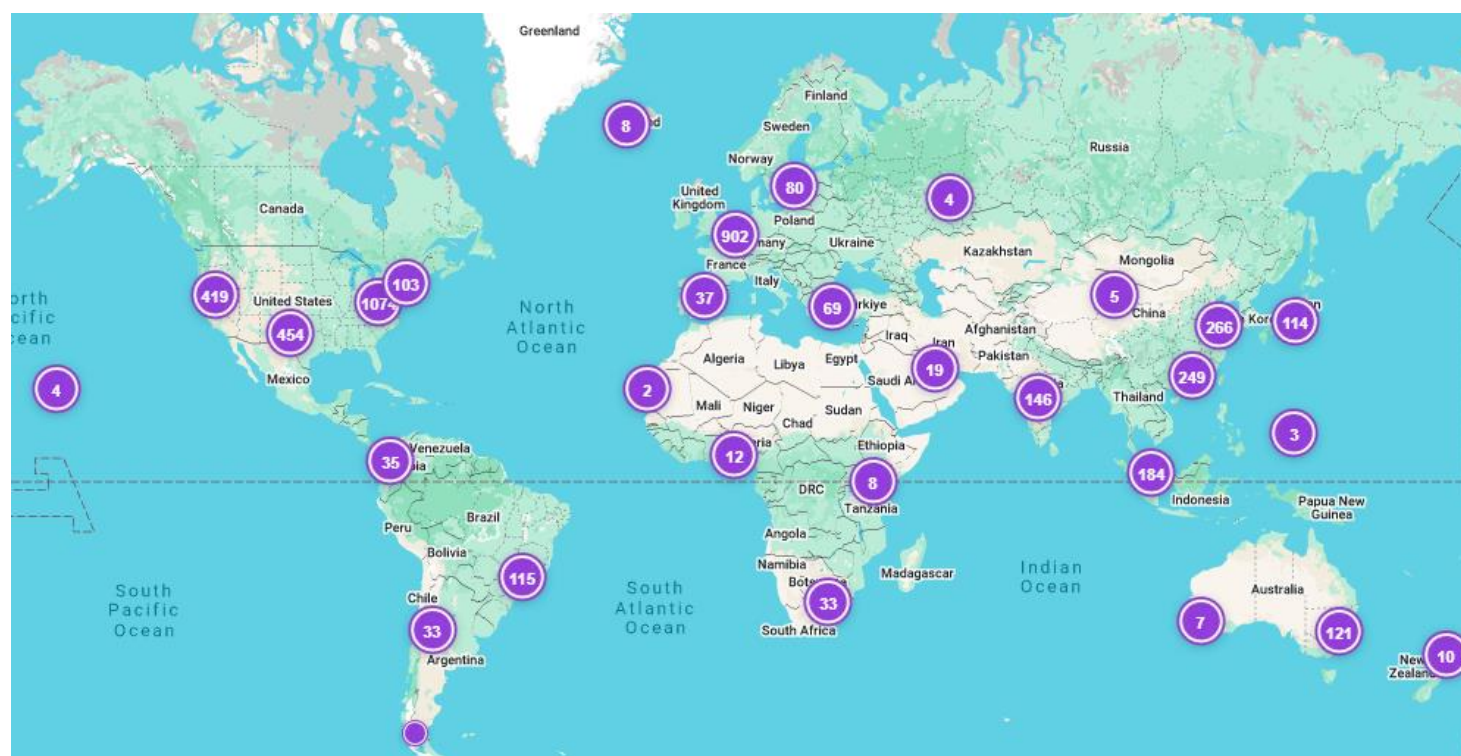 Greenland
8
Finland
Sweden
Norway
Russia
80
4
United
Kingdom
Canada
Poland
902
Ukraine
Kazakhstan
Mongolia
France
Italy
103
419
1074
United States
37
69
5
China
266
114
454
North
Atlantic
Ocean
Iraq
Iran
Afghanistan
Pakistan
Algeria
Libya
Egypt
Mexico
4
2
19
249
Mali
Niger
Chad
Sudan
146
Thailand
3
Venezuela
35
12
Ethiopia
184
DRC
8
Tanzania
Indonesia
Papua New
Guinea
Brazil
Peru
Angola
Bolivia
115
Namibia
Madagascar
Indian
Ocean
South
Pacific
Ocean
Chile
South
Atlantic
Ocean
33
Australia
33
South Africa
7
121
Argentina
10
New
Zealand